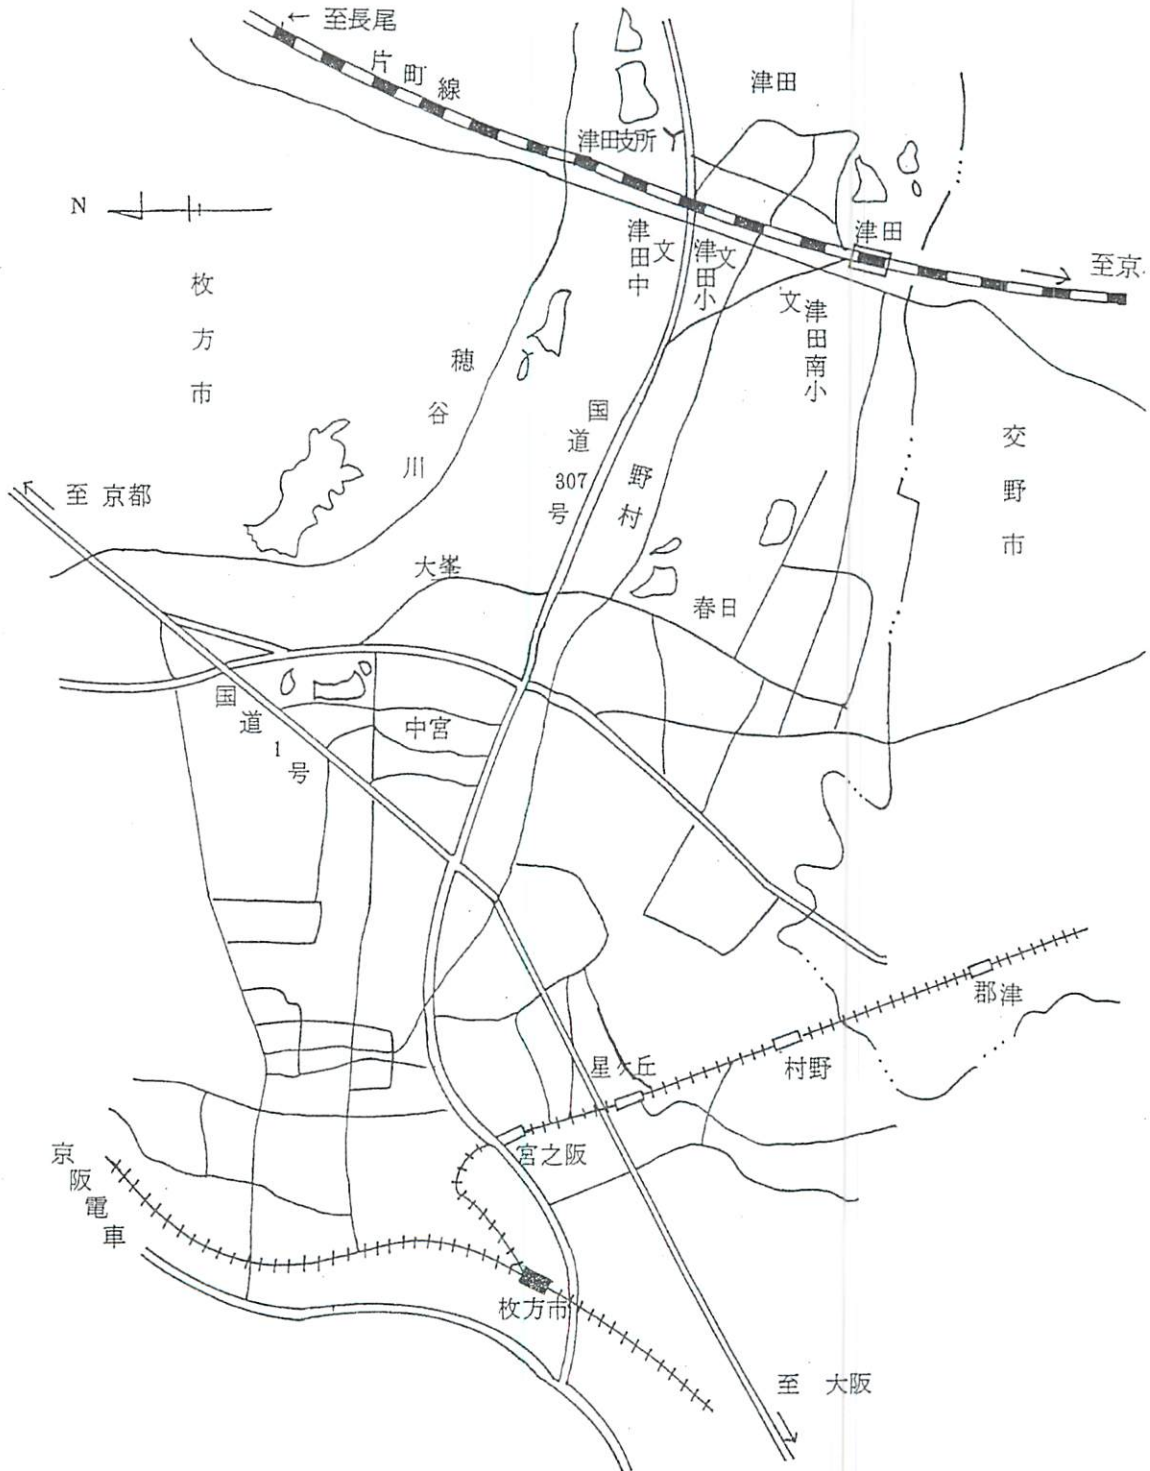 ← 至長尾
片町線
津田
津田支所
N
津田中
文
津田小
文
津田
至京
文
津田南小
枚方市
穂谷川
国道307号
野村
交野市
至 京都
大峯
春日
国道1号
中宮
郡津
村野
星ヶ丘
宮之阪
京阪電車
枚方市
至 大阪